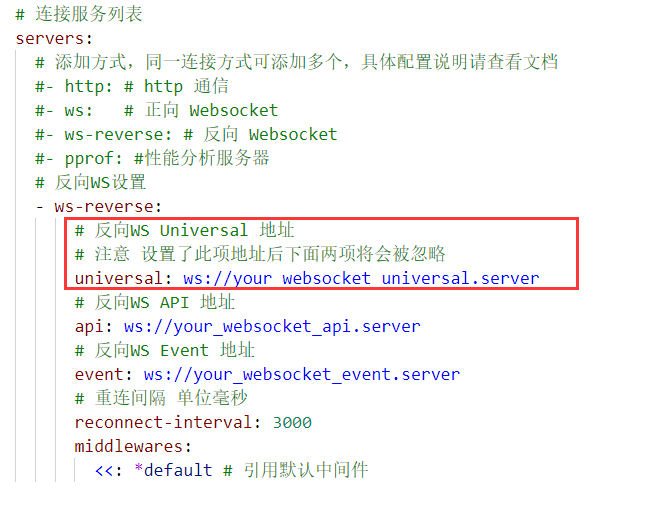 # 连接服务列表
servers:
  # 添加方式，同一连接方式可添加多个，具体配置说明请查看文档
  #- http: # http 通信
  #- ws:   # 正向 Websocket
  #- ws-reverse: # 反向 Websocket
  #- pprof: #性能分析服务器
  # 反向WS设置
  - ws-reverse:
      # 反向WS Universal 地址
      # 注意 设置了此项地址后下面两项将会被忽略
      universal: ws://your_websocket_universal.server
      # 反向WS API 地址
      api: ws://your_websocket_api.server
      # 反向WS Event 地址
      event: ws://your_websocket_event.server
      # 重连间隔 单位毫秒
      reconnect-interval: 3000
      middlewares:
        <<: *default # 引用默认中间件